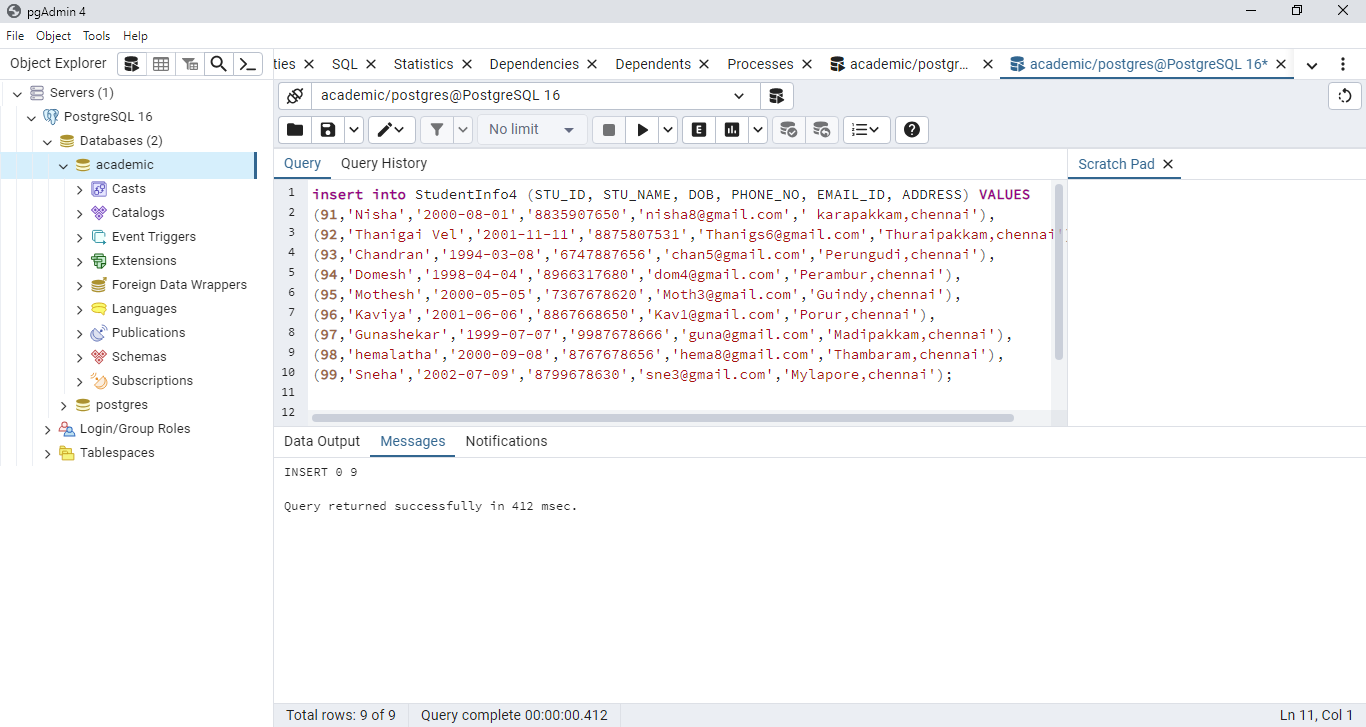 pgAdmin 4
File Object Tools Help
Object Explorer
ties SQL Statistics Dependencies Dependents Processes academic/postgr... academic/postgres@PostgreSQL 16*
Servers (1)
PostgreSQL 16
Databases (2)
academic
Casts
Catalogs
Event Triggers
Extensions
Foreign Data Wrappers
Languages
Publications
Schemas
Subscriptions
postgres
Login/Group Roles
Tablespaces
academic/postgres@PostgreSQL 16
No limit E
Query Query History
Scratch Pad
1 insert into StudentInfo4 (STU_ID, STU_NAME, DOB, PHONE_NO, EMAIL_ID, ADDRESS) VALUES
2 (91,'Nisha','2000-08-01','8835907650','nisha8@gmail.com',' karapakkam,chennai'),
3 (92,'Thanigai Vel','2001-11-11','8875807531','Thanigs6@gmail.com','Thuraipakkam,chennai'
4 (93,'Chandran','1994-03-08','6747887656','chan5@gmail.com','Perungudi,chennai'),
5 (94,'Domesh','1998-04-04','8966317680','dom4@gmail.com','Perambur,chennai'),
6 (95,'Mothesh','2000-05-05','7367678620','Moth3@gmail.com','Guindy,chennai'),
7 (96,'Kaviya','2001-06-06','8867668650','Kav1@gmail.com','Porur,chennai'),
8 (97,'Gunashekar','1999-07-07','9987678666','guna@gmail.com','Madipakkam,chennai'),
9 (98,'hemalatha','2000-09-08','8767678656','hema8@gmail.com','Thambaram,chennai'),
10 (99,'Sneha','2002-07-09','8799678630','sne3@gmail.com','Mylapore,chennai');
11
12
Data Output Messages Notifications
INSERT 0 9
Query returned successfully in 412 msec.
Total rows: 9 of 9 Query complete 00:00:00.412 Ln 11, Col 1